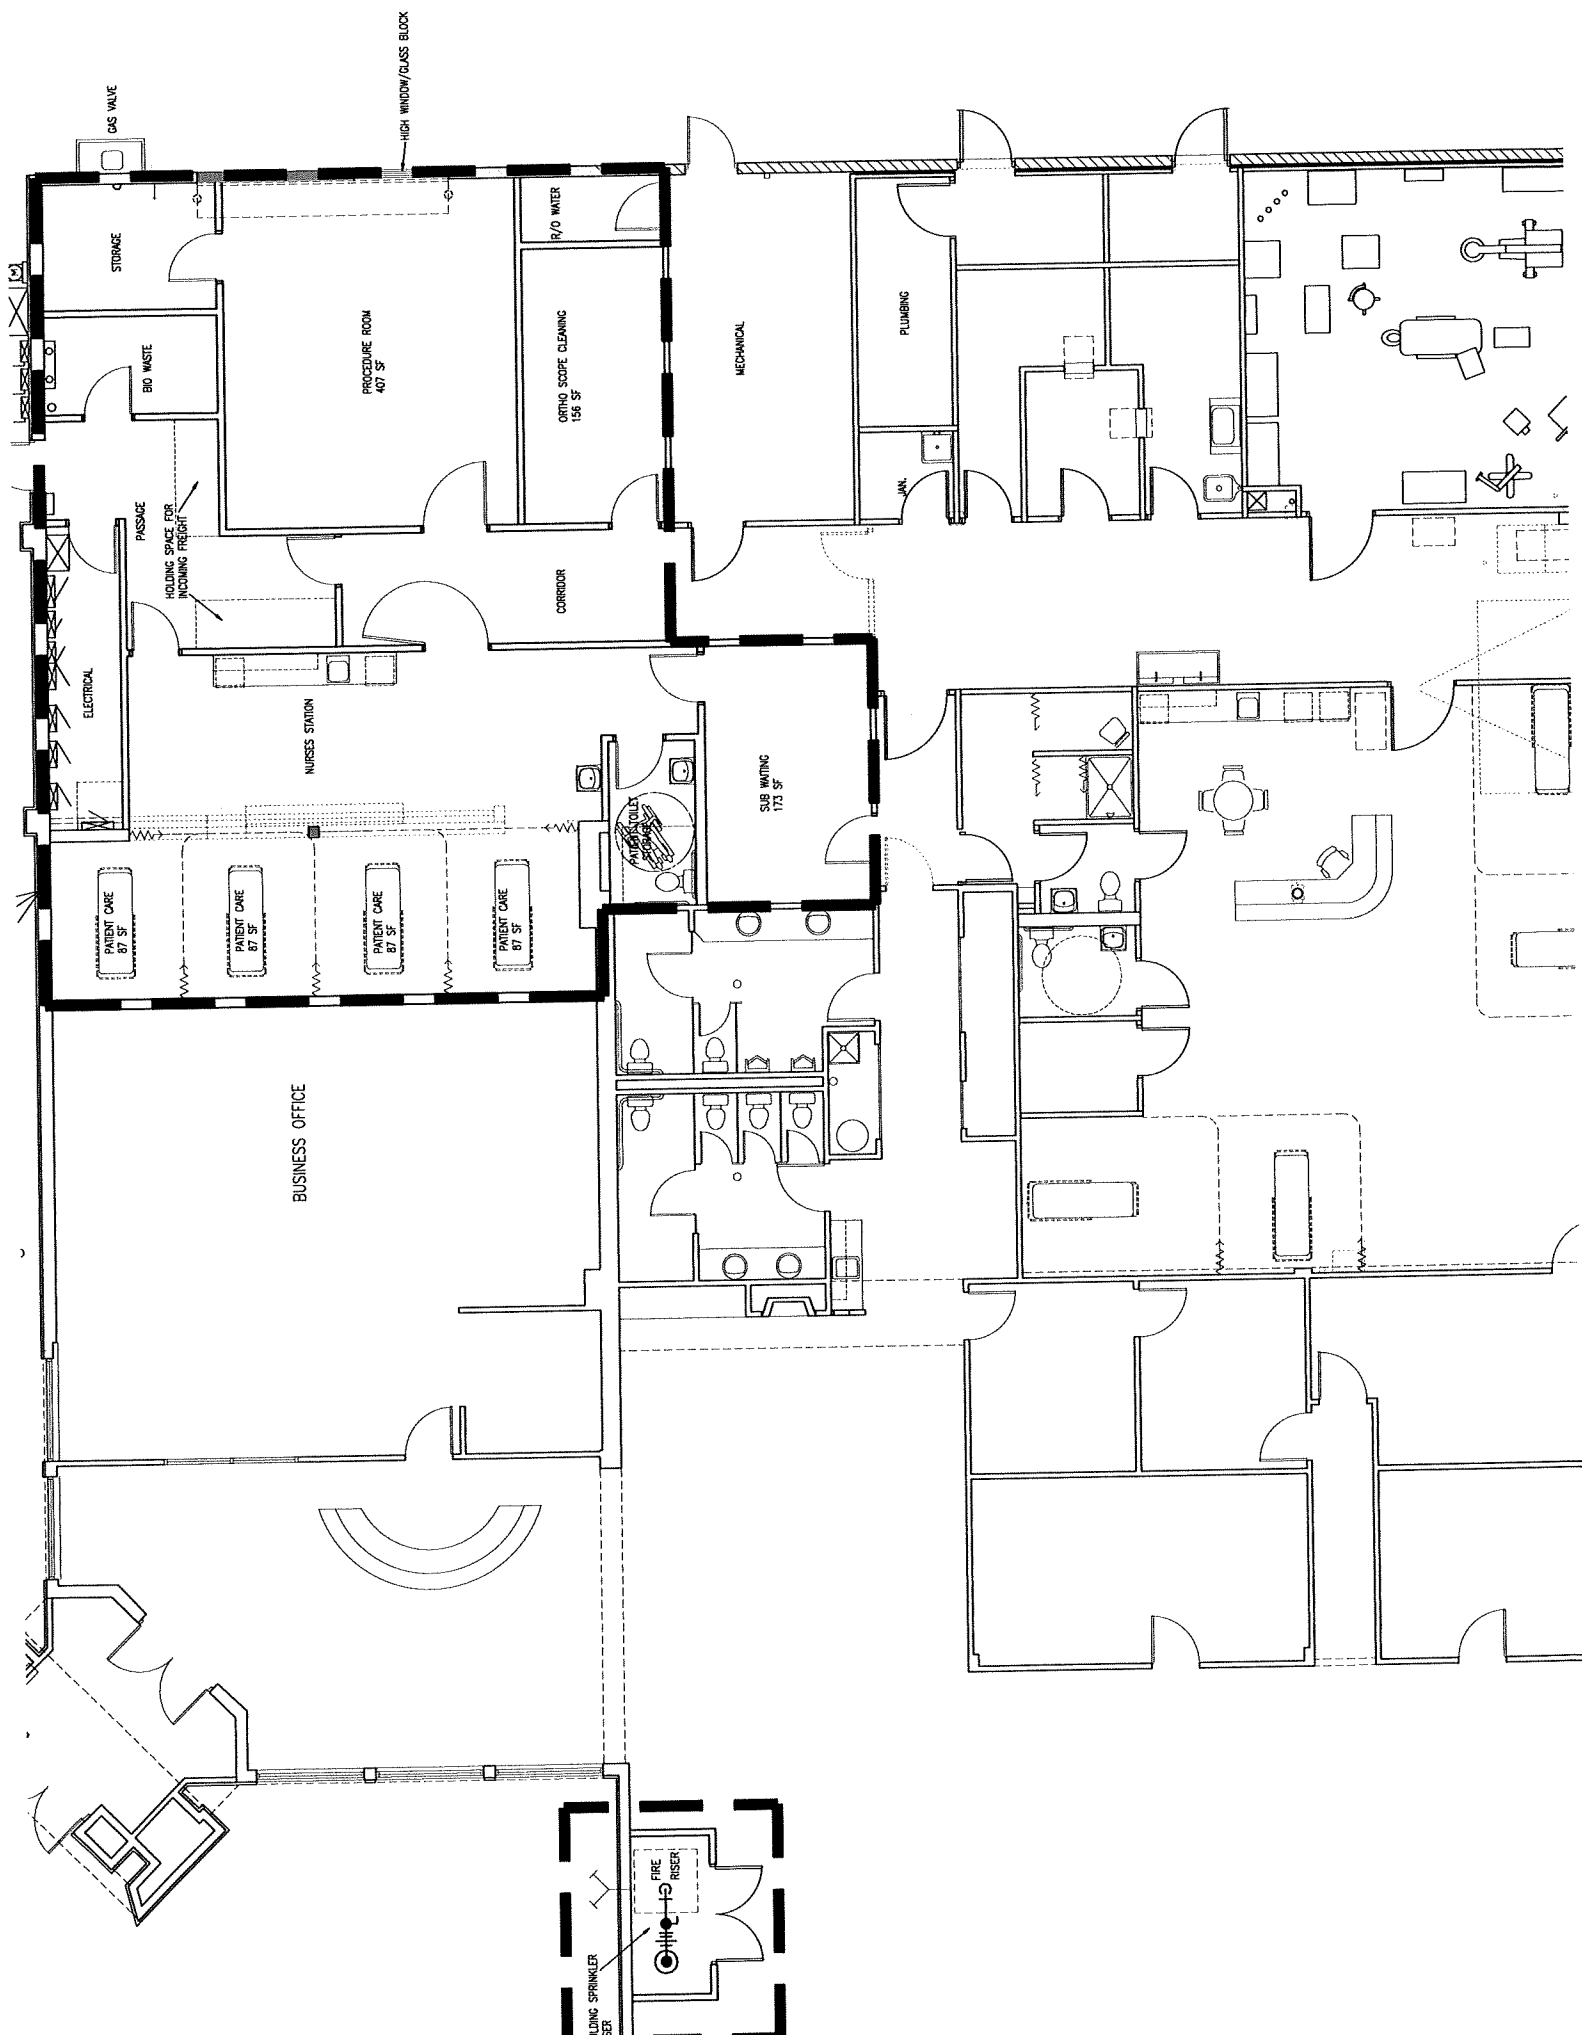 GAS VALVE
HIGH WINDOW/GLASS BLOCK
STORAGE
R/O WATER
BIO WASTE
PROCEDURE ROOM
407 SF
ORTHO SCOPE CLEANING
156 SF
MECHANICAL
PLUMBING
JAN.
PASSAGE
HOLDING SPACE FOR
INCOMING FREIGHT
CORRIDOR
ELECTRICAL
NURSES STATION
SUB WAITING
173 SF
PATIENT TOILET
PATIENT CARE
87 SF
PATIENT CARE
87 SF
PATIENT CARE
87 SF
PATIENT CARE
87 SF
BUSINESS OFFICE
FIRE
RISER
SPRINKLER